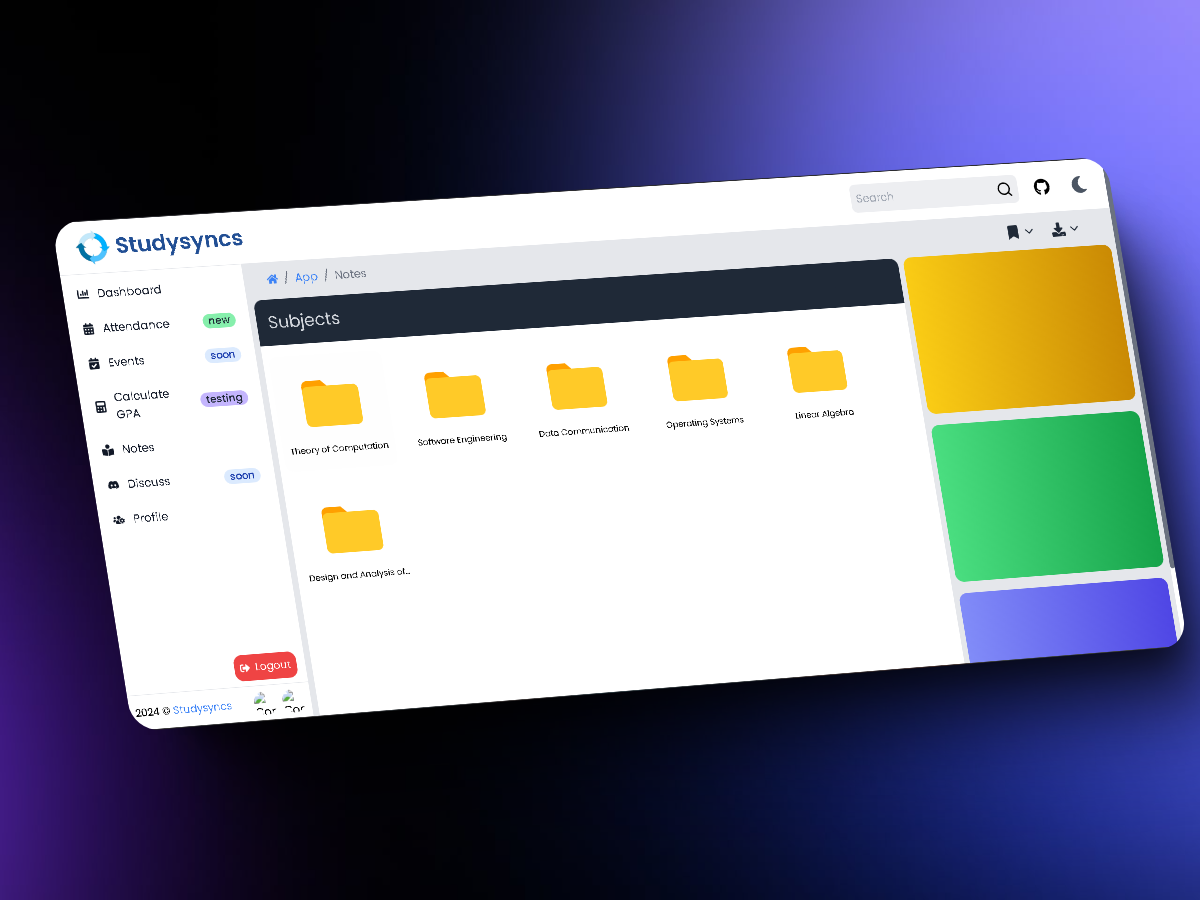 Studysyncs
Search
Dashboard
Attendance new
Events soon
Calculate
GPA
testing
Notes
Discuss soon
Profile
Logout
2024 © Studysyncs
/ App / Notes
Subjects
Theory of Computation
Software Engineering
Data Communication
Operating Systems
Linear Algebra
Design and Analysis of...